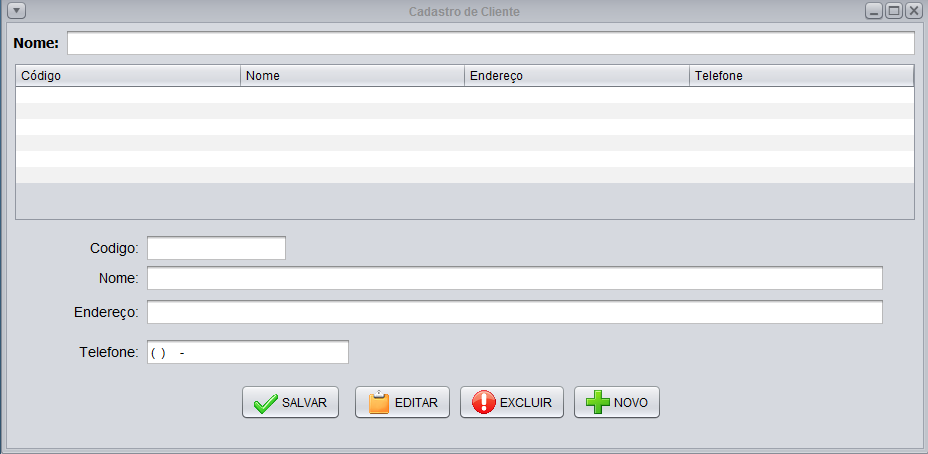 Cadastro de Cliente
Nome:
Código Nome Endereço Telefone
Codigo:
Nome:
Endereço:
Telefone: ( ) -
SALVAR EDITAR EXCLUIR NOVO